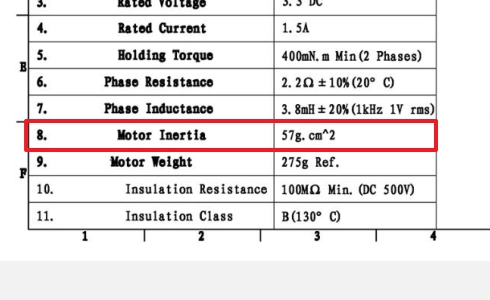 3. Rated Voltage 3.3 DC
4. Rated Current 1.5A
B 5. Holding Torque 400mN.m Min(2 Phases)
6. Phase Resistance 2.2Ω ±10%(20° C)
7. Phase Inductance 3.8mH±20%(1kHz 1V rms)
8. Motor Inertia 57g.cm^2
F 9. Motor Weight 275g Ref.
10. Insulation Resistance 100MΩ Min. (DC 500V)
11. Insulation Class B(130° C)
1 2 3 4